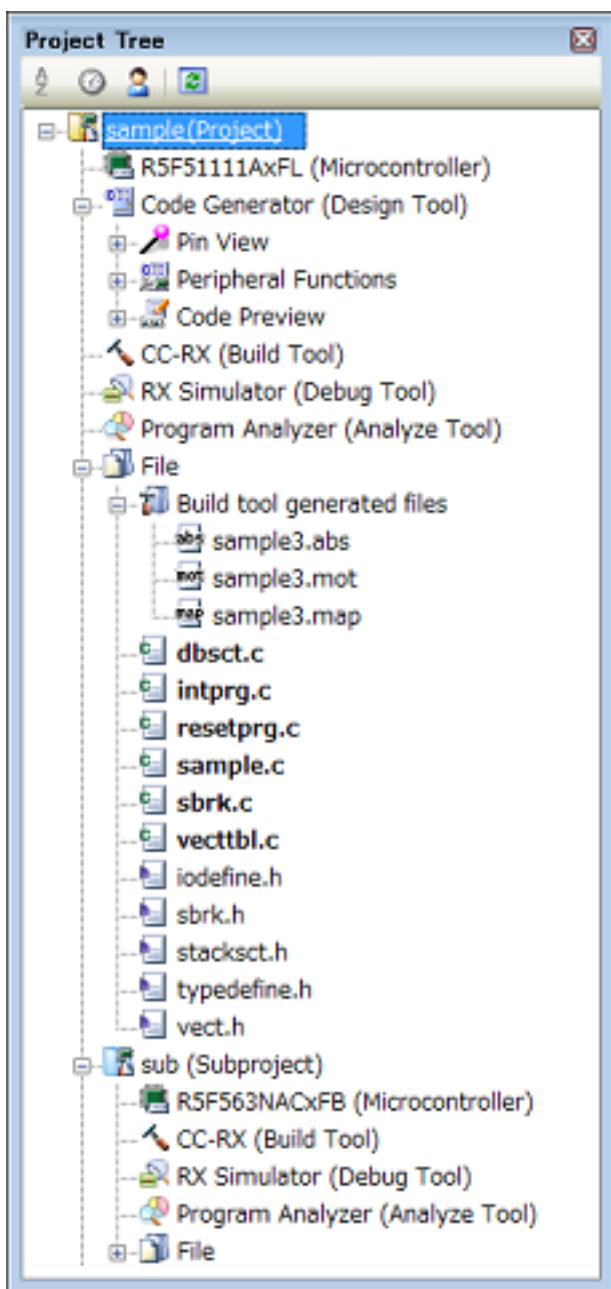 Project Tree
sample(Project)
R5F51111AxFL (Microcontroller)
Code Generator (Design Tool)
Pin View
Peripheral Functions
Code Preview
CC-RX (Build Tool)
RX Simulator (Debug Tool)
Program Analyzer (Analyze Tool)
File
Build tool generated files
abs sample3.abs
mot sample3.mot
map sample3.map
dbsct.c
intprg.c
resetprg.c
sample.c
sbrk.c
vecttbl.c
iodefine.h
sbrk.h
stacksct.h
typedefine.h
vect.h
sub (Subproject)
R5F563NACxFB (Microcontroller)
CC-RX (Build Tool)
RX Simulator (Debug Tool)
Program Analyzer (Analyze Tool)
File